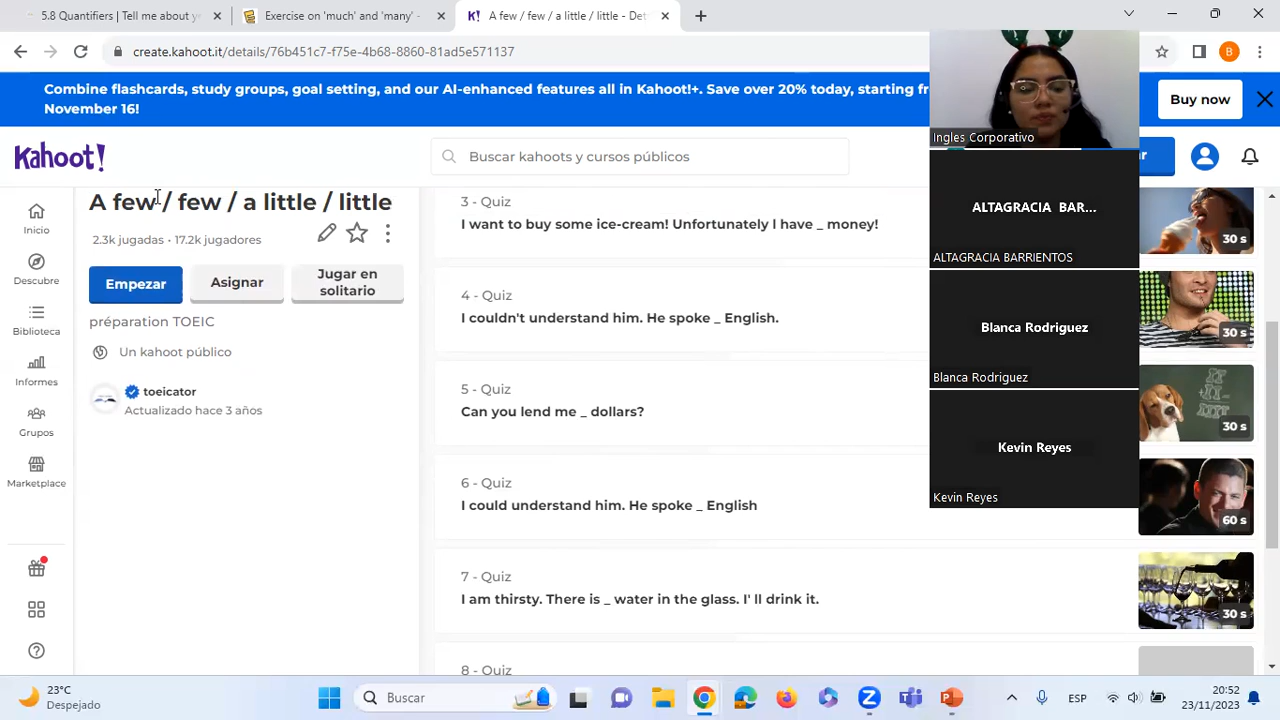 5.8 Quantifiers | Tell me about y
Exercise on 'much' and 'many' -
K! A few / few / a little / little - Det
create.kahoot.it/details/76b451c7-f75e-4b68-8860-81ad5e571137
B
Combine flashcards, study groups, goal setting, and our AI-enhanced features all in Kahoot!+. Save over 20% today, starting fr
November 16!
Buy now
Kahoot!
Buscar kahoots y cursos públicos
ar
Ingles Corporativo
A few / few / a little / little
2.3k jugadas • 17.2k jugadores
Empezar
Asignar
Jugar en
solitario
préparation TOEIC
Un kahoot público
toeicator
Actualizado hace 3 años
Inicio
Descubre
Biblioteca
Informes
Grupos
Marketplace
3 - Quiz
I want to buy some ice-cream! Unfortunately I have _ money!
30 s
4 - Quiz
I couldn't understand him. He spoke _ English.
30 s
5 - Quiz
Can you lend me _ dollars?
30 s
6 - Quiz
I could understand him. He spoke _ English
60 s
7 - Quiz
I am thirsty. There is _ water in the glass. I' ll drink it.
30 s
8 - Quiz
ALTAGRACIA BAR...
ALTAGRACIA BARRIENTOS
Blanca Rodriguez
Blanca Rodriguez
Kevin Reyes
Kevin Reyes
23°C
Despejado
Buscar
ESP
20:52
23/11/2023